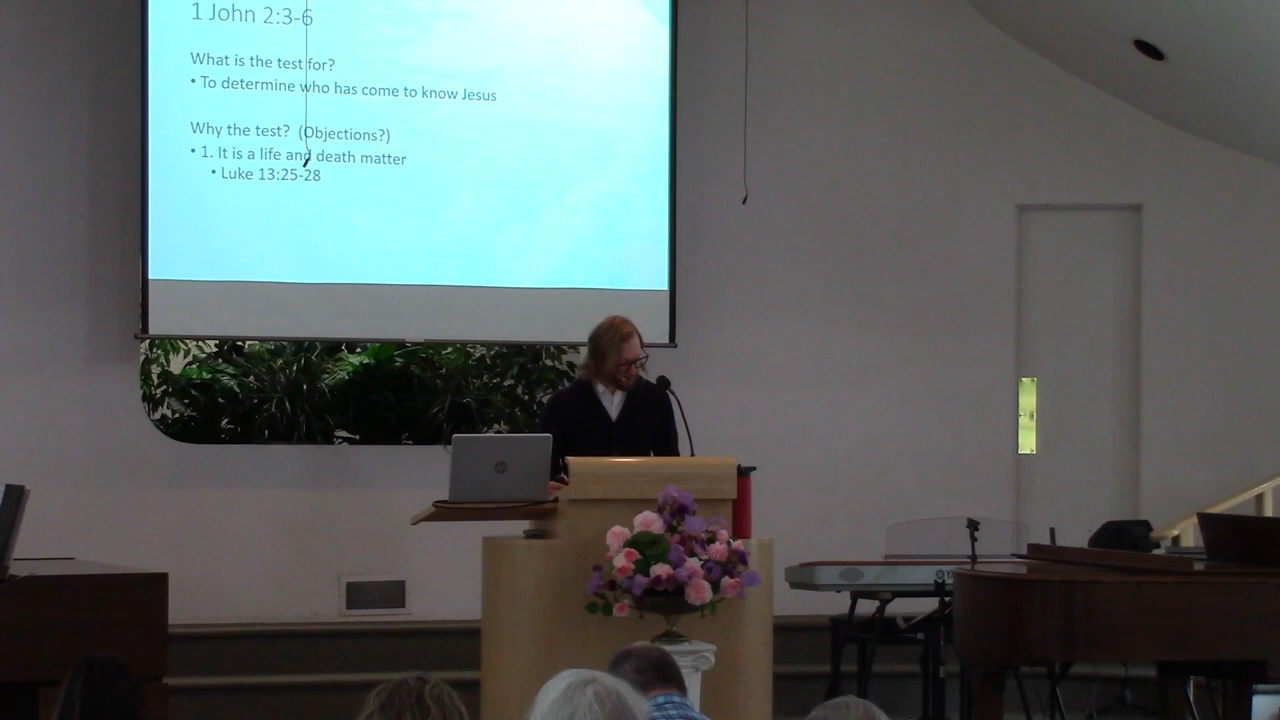 1 John 2:3-6
What is the test for?
• To determine who has come to know Jesus
Why the test? (Objections?)
• 1. It is a life and death matter
• Luke 13:25-28
hp